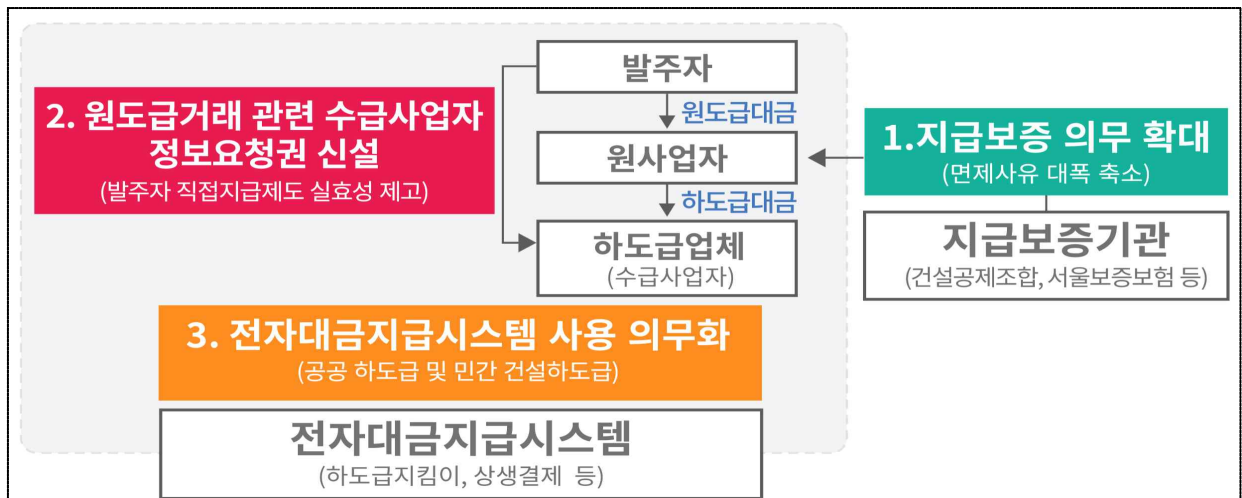 발주자
원도급대금
원사업자
하도급대금
하도급업체
(수급사업자)
2. 원도급거래 관련 수급사업자
정보요청권 신설
(발주자 직접지급제도 실효성 제고)
1.지급보증 의무 확대
(면제사유 대폭 축소)
지급보증기관
(건설공제조합, 서울보증보험 등)
3. 전자대금지급시스템 사용 의무화
(공공 하도급 및 민간 건설하도급)
전자대금지급시스템
(하도급지킴이, 상생결제 등)